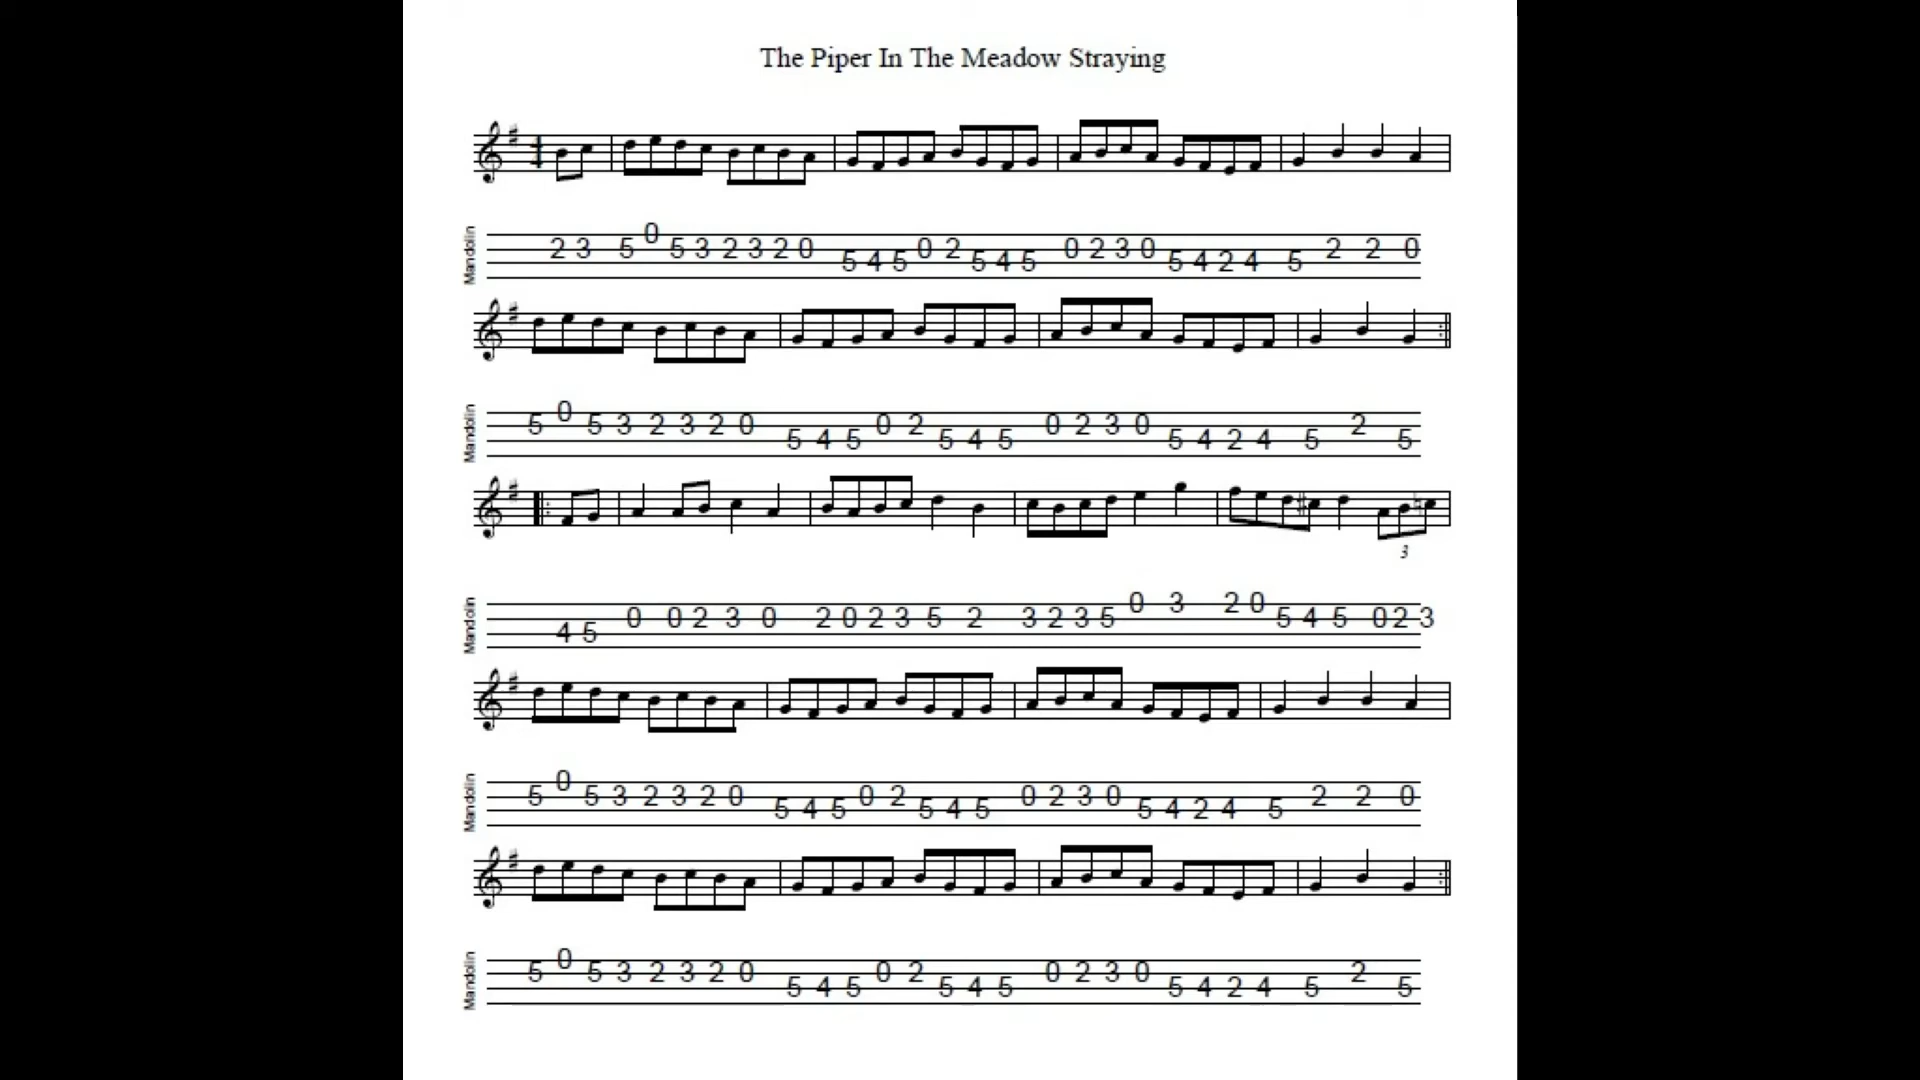 The Piper In The Meadow Straying
4
4
Mandolin
2 3 5 0 5 3 2 3 2 0 5 4 5 0 2 5 4 5 0 2 3 0 5 4 2 4 5 2 2 0
Mandolin
5 0 5 3 2 3 2 0 5 4 5 0 2 5 4 5 0 2 3 0 5 4 2 4 5 2 5
3
Mandolin
4 5 0 0 2 3 0 2 0 2 3 5 2 3 2 3 5 0 3 2 0 5 4 5 0 2 3
Mandolin
5 0 5 3 2 3 2 0 5 4 5 0 2 5 4 5 0 2 3 0 5 4 2 4 5 2 2 0
Mandolin
5 0 5 3 2 3 2 0 5 4 5 0 2 5 4 5 0 2 3 0 5 4 2 4 5 2 5